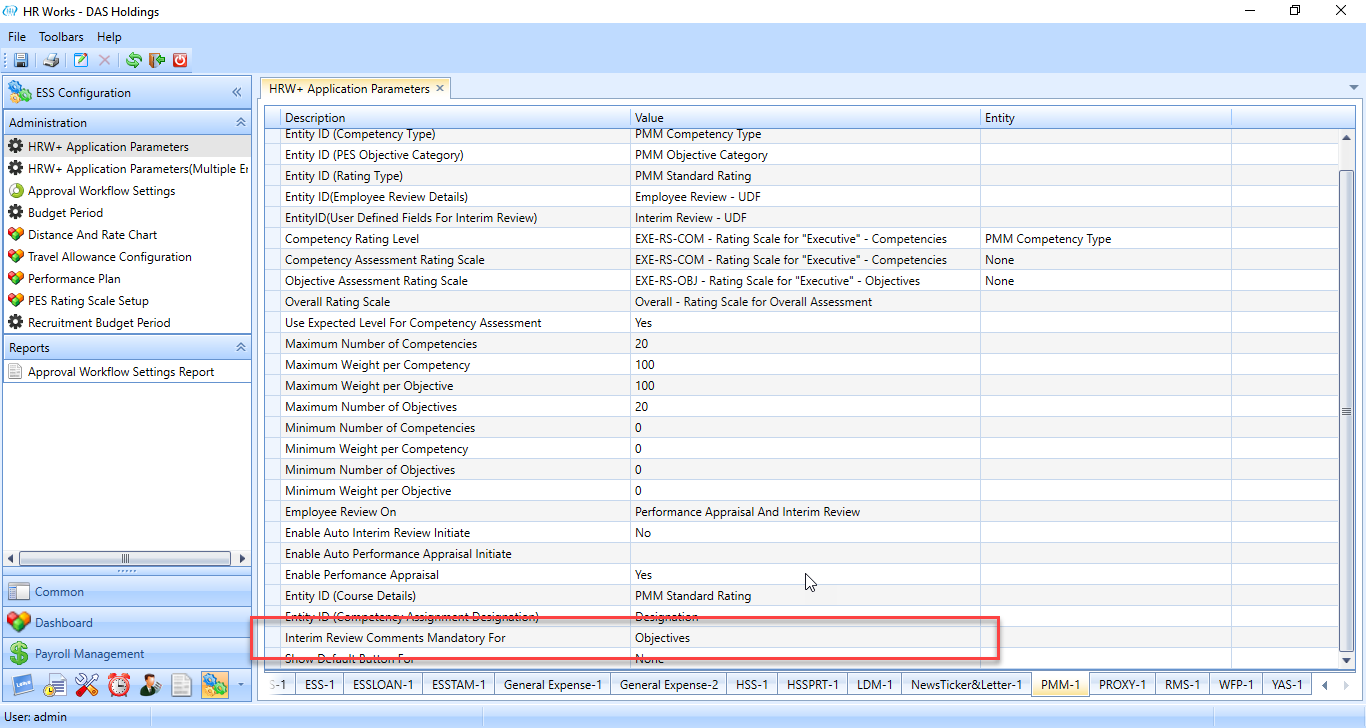 HR Works - DAS Holdings
File Toolbars Help
ESS Configuration
Administration
HRW+ Application Parameters
HRW+ Application Parameters(Multiple En
Approval Workflow Settings
Budget Period
Distance And Rate Chart
Travel Allowance Configuration
Performance Plan
PES Rating Scale Setup
Recruitment Budget Period
Reports
Approval Workflow Settings Report
Common
Dashboard
Payroll Management
HRW+ Application Parameters
Description Value Entity
Entity ID (Competency Type) PMM Competency Type
Entity ID (PES Objective Category) PMM Objective Category
Entity ID (Rating Type) PMM Standard Rating
Entity ID(Employee Review Details) Employee Review - UDF
EntityID(User Defined Fields For Interim Review) Interim Review - UDF
Competency Rating Level EXE-RS-COM - Rating Scale for "Executive" - Competencies PMM Competency Type
Competency Assessment Rating Scale EXE-RS-COM - Rating Scale for "Executive" - Competencies None
Objective Assessment Rating Scale EXE-RS-OBJ - Rating Scale for "Executive" - Objectives None
Overall Rating Scale Overall - Rating Scale for Overall Assessment
Use Expected Level For Competency Assessment Yes
Maximum Number of Competencies 20
Maximum Weight per Competency 100
Maximum Weight per Objective 100
Maximum Number of Objectives 20
Minimum Number of Competencies 0
Minimum Weight per Competency 0
Minimum Number of Objectives 0
Minimum Weight per Objective 0
Employee Review On Performance Appraisal And Interim Review
Enable Auto Interim Review Initiate No
Enable Auto Performance Appraisal Initiate
Enable Perfomance Appraisal Yes
Entity ID (Course Details) PMM Standard Rating
Entity ID (Competency Assignment Designation) Designation
Interim Review Comments Mandatory For Objectives
Show Default Button For None
S-1 ESS-1 ESSLOAN-1 ESSTAM-1 General Expense-1 General Expense-2 HSS-1 HSSPRT-1 LDM-1 NewsTicker&Letter-1 PMM-1 PROXY-1 RMS-1 WFP-1 YAS-1
User: admin